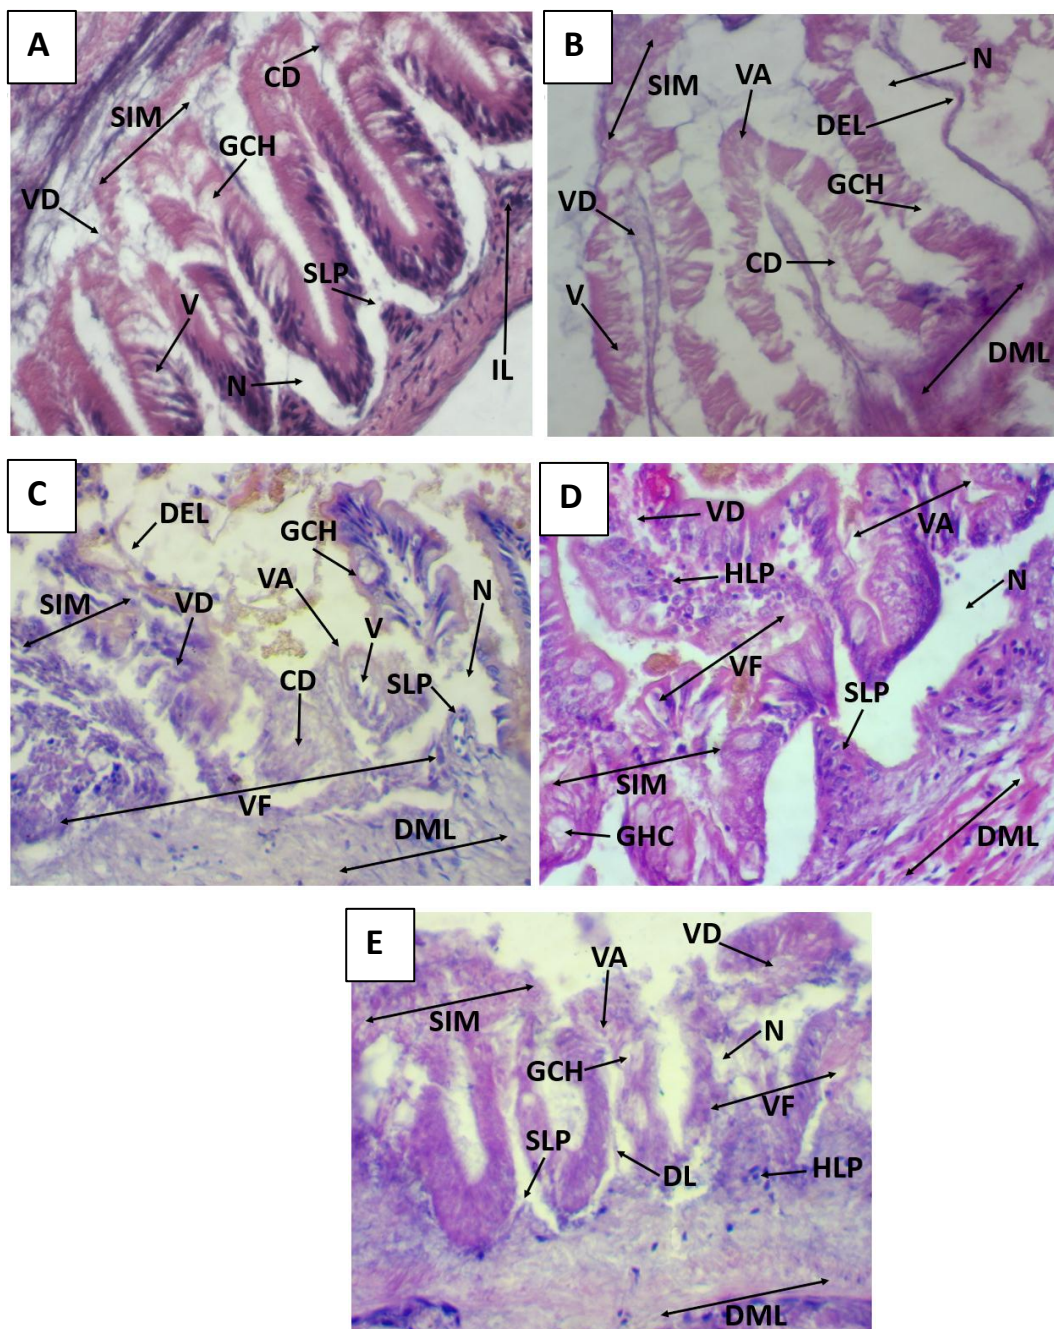 A
CD
SIM
GCH
VD
SLP
V
N
IL
B
SIM
VA
N
DEL
GCH
VD
CD
V
DML
C
DEL
GCH
SIM
VD
VA
V
N
CD
SLP
VF
DML
D
VD
VA
HLP
N
VF
SLP
SIM
GHC
DML
E
VD
VA
SIM
N
GCH
VF
SLP
DL
HLP
DML